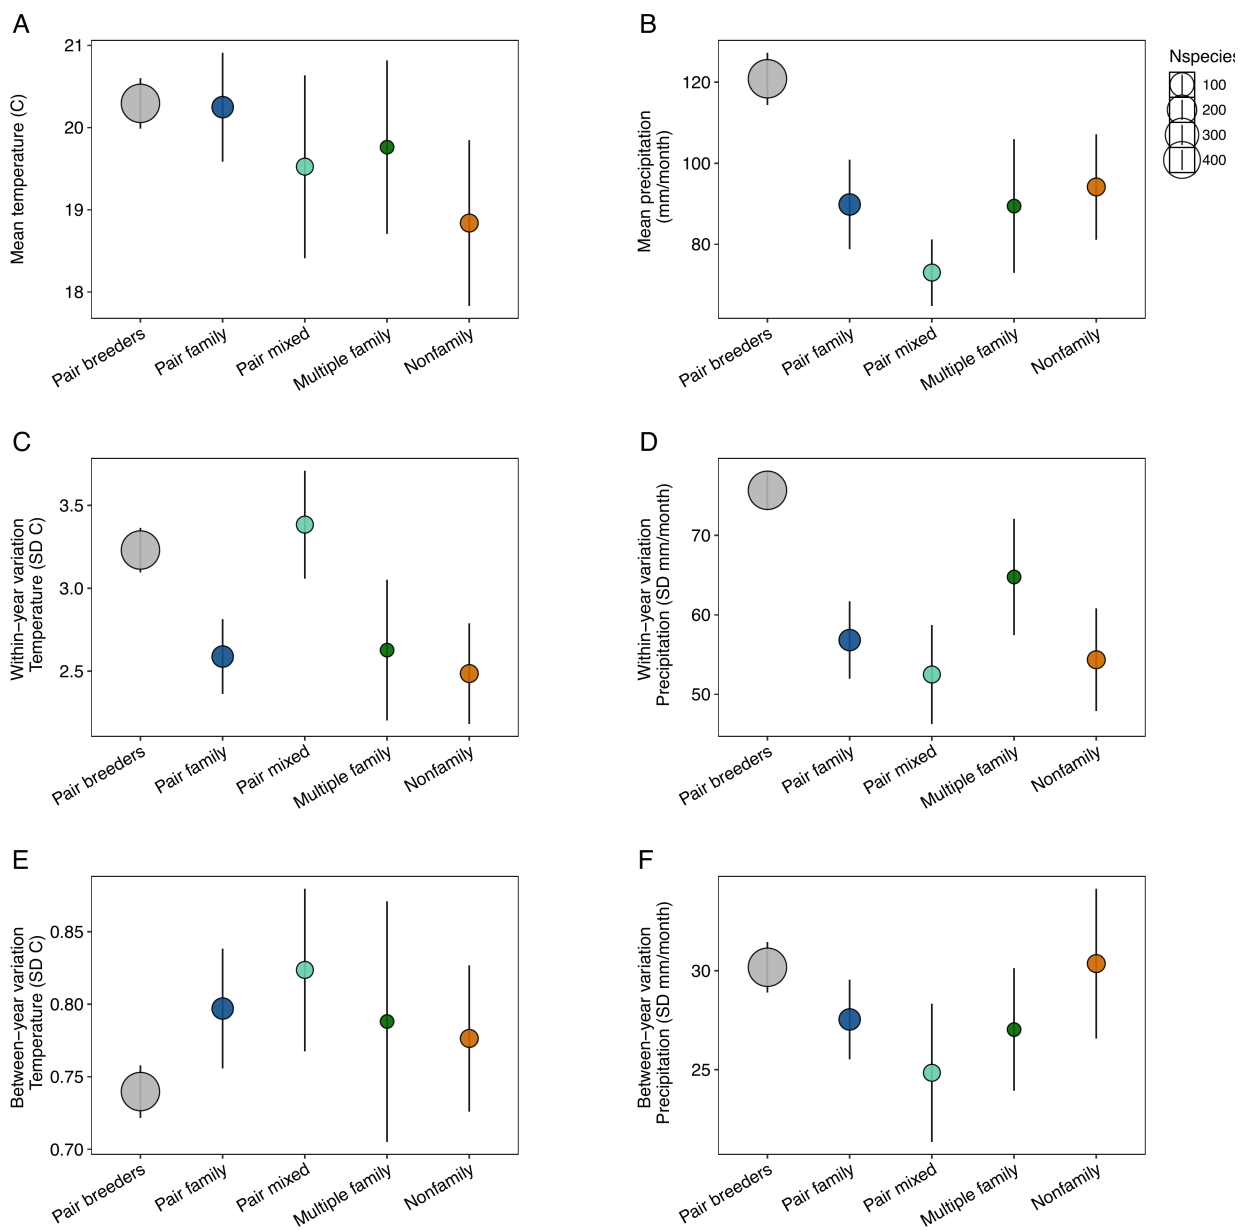 A
Mean temperature (C)
21
20
19
18
Pair breeders
Pair family
Pair mixed
Multiple family
Nonfamily
B
Mean precipitation
(mm/month)
120
100
80
Pair breeders
Pair family
Pair mixed
Multiple family
Nonfamily
Nspecies
100
200
300
400
C
Within−year variation
Temperature (SD C)
3.5
3.0
2.5
Pair breeders
Pair family
Pair mixed
Multiple family
Nonfamily
D
Within−year variation
Precipitation (SD mm/month)
70
60
50
Pair breeders
Pair family
Pair mixed
Multiple family
Nonfamily
E
Between−year variation
Temperature (SD C)
0.85
0.80
0.75
0.70
Pair breeders
Pair family
Pair mixed
Multiple family
Nonfamily
F
Between−year variation
Precipitation (SD mm/month)
30
25
Pair breeders
Pair family
Pair mixed
Multiple family
Nonfamily